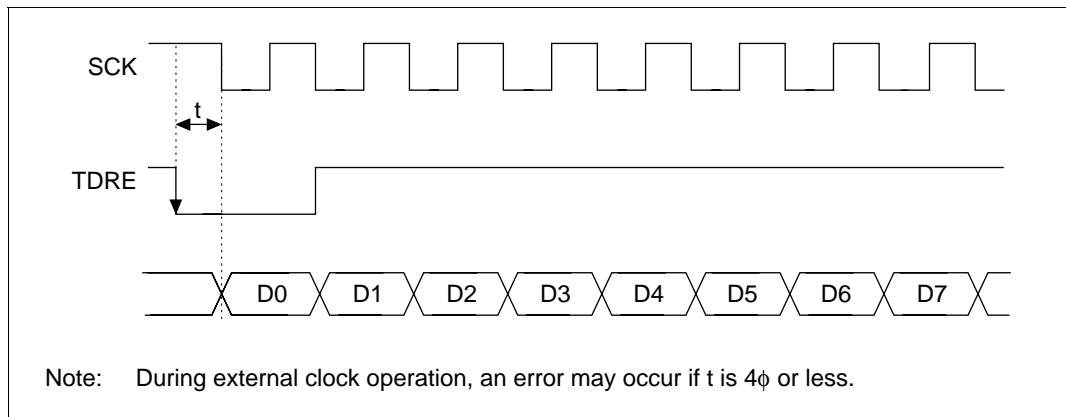 SCK
t
TDRE
D0 D1 D2 D3 D4 D5 D6 D7
Note: During external clock operation, an error may occur if t is 4ϕ or less.